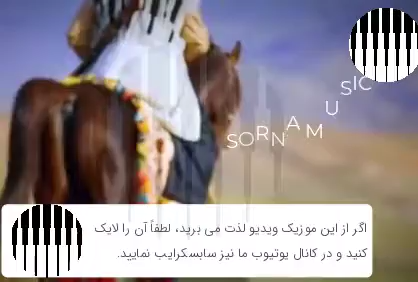 SORNA MUSIC
اگر از این موزیک ویدیو لذت می برید، لطفاً آن را لایک
کنید و در کانال یوتیوب ما نیز سابسکرایب نمایید.